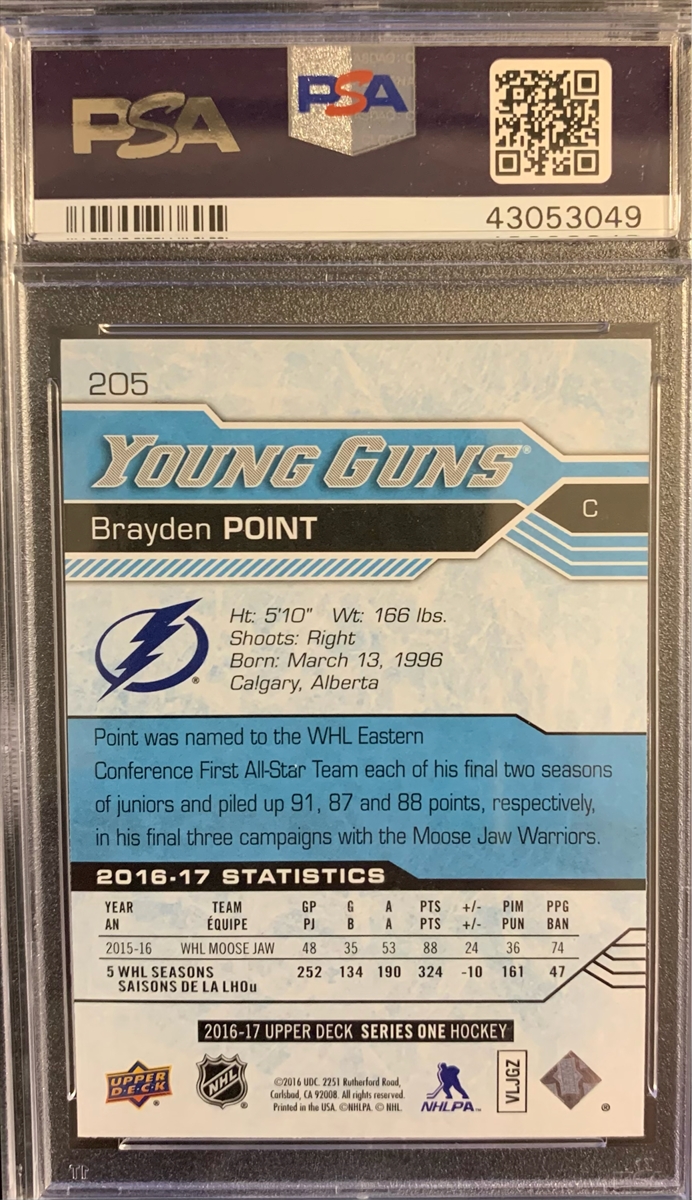 PSA
PSA
43053049
205
YOUNG GUNS®
Brayden POINT
C
Ht: 5'10" Wt: 166 lbs.
Shoots: Right
Born: March 13, 1996
Calgary, Alberta
Point was named to the WHL Eastern
Conference First All-Star Team each of his final two seasons
of juniors and piled up 91, 87 and 88 points, respectively,
in his final three campaigns with the Moose Jaw Warriors.
2016-17 STATISTICS
YEAR TEAM GP G A PTS +/- PIM PPG
AN ÉQUIPE PJ B A PTS +/- PUN BAN
2015-16 WHL MOOSE JAW 48 35 53 88 24 36 74
5 WHL SEASONS 252 134 190 324 -10 161 47
SAISONS DE LA LHOu
2016-17 UPPER DECK SERIES ONE HOCKEY
UPPER DECK
NHL
©2016 UDC. 2251 Rutherford Road,
Carlsbad, CA 92008. All rights reserved.
Printed in the USA. ©NHLPA. © NHL.
NHLPA™
VLJGZ
®